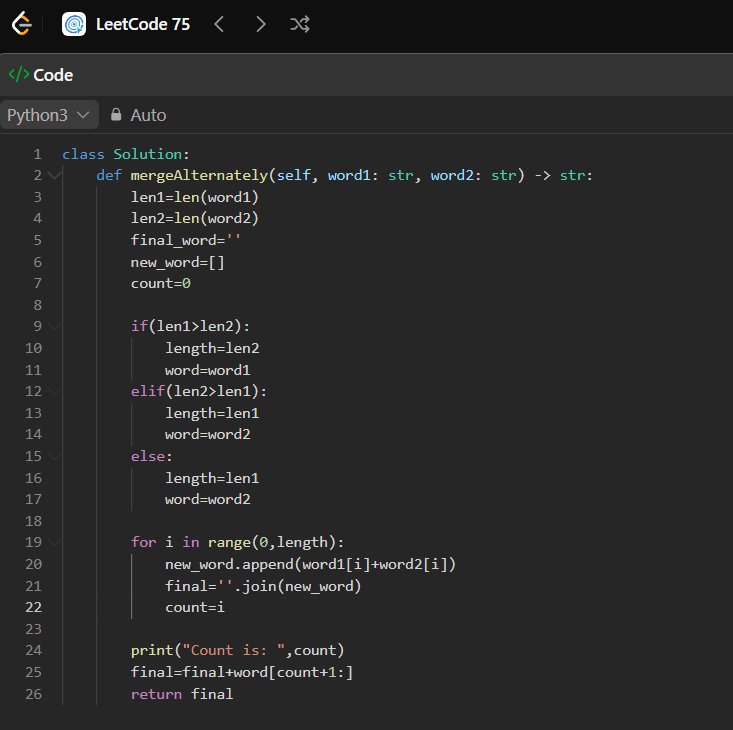 LeetCode 75
</> Code
Python3 Auto
1 class Solution:
2 def mergeAlternately(self, word1: str, word2: str) -> str:
3 len1=len(word1)
4 len2=len(word2)
5 final_word=''
6 new_word=[]
7 count=0
8
9 if(len1>len2):
10 length=len2
11 word=word1
12 elif(len2>len1):
13 length=len1
14 word=word2
15 else:
16 length=len1
17 word=word2
18
19 for i in range(0,length):
20 new_word.append(word1[i]+word2[i])
21 final=''.join(new_word)
22 count=i
23
24 print("Count is: ",count)
25 final=final+word[count+1:]
26 return final